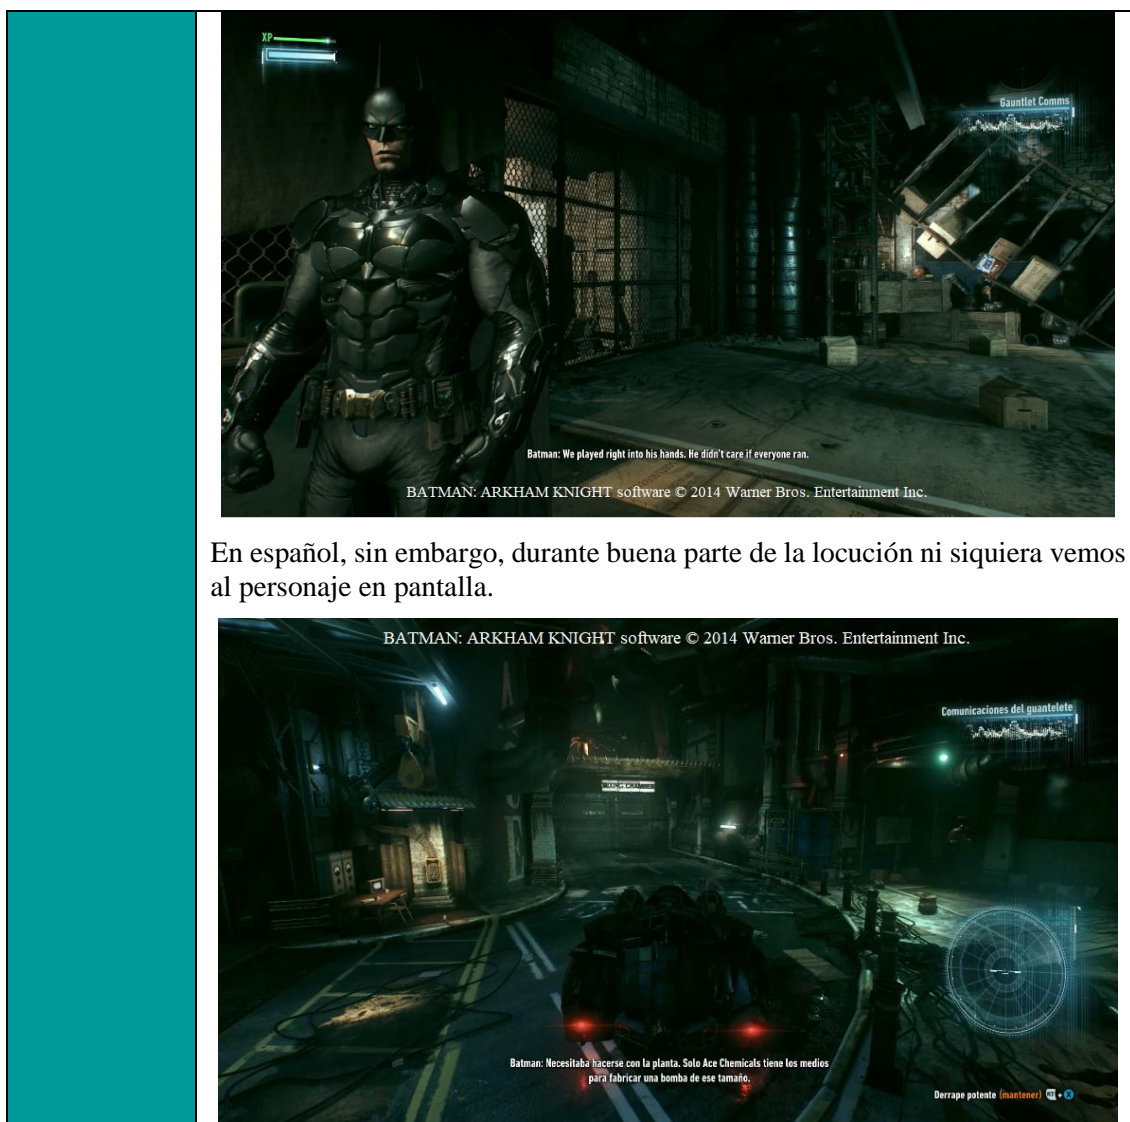 XP
Gauntlet Comms
Batman: We played right into his hands. He didn't care if everyone ran.
BATMAN: ARKHAM KNIGHT software © 2014 Warner Bros. Entertainment Inc.
En español, sin embargo, durante buena parte de la locución ni siquiera vemos
al personaje en pantalla.
BATMAN: ARKHAM KNIGHT software © 2014 Warner Bros. Entertainment Inc.
Comunicaciones del guantelete
MIXING CHAMBER
Batman: Necesitaba hacerse con la planta. Solo Ace Chemicals tiene los medios
para fabricar una bomba de ese tamaño.
Derrape potente (mantener) RT + X